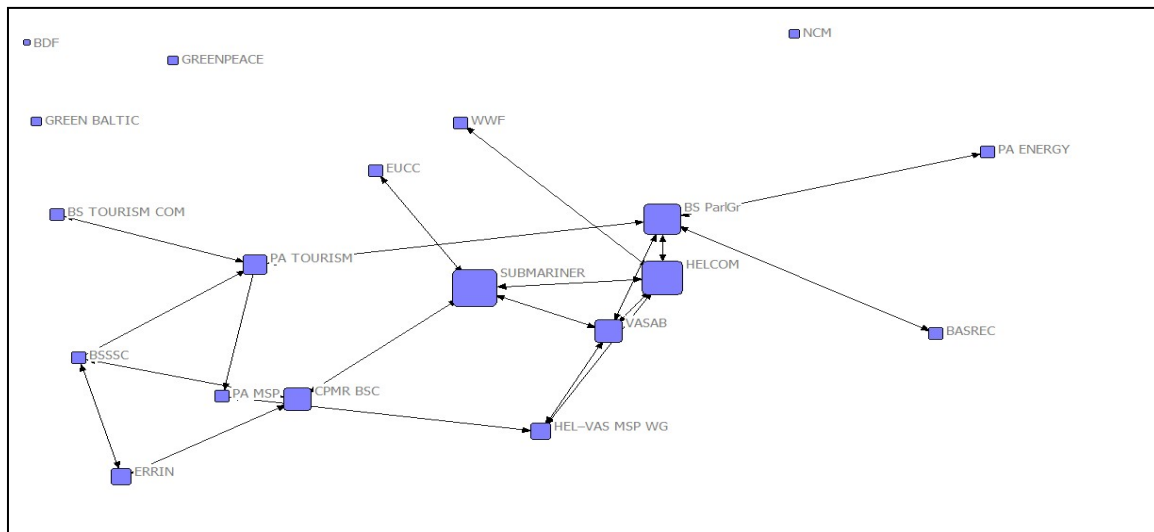 NCM
BDF
GREENPEACE
GREEN BALTIC
WWF
PA ENERGY
EUCC
BS ParlGr
BS TOURISM COM
PA TOURISM
HELCOM
SUBMARINER
VASAB
BASREC
BSSSC
PA MSP
CPMR BSC
HEL–VAS MSP WG
ERRIN